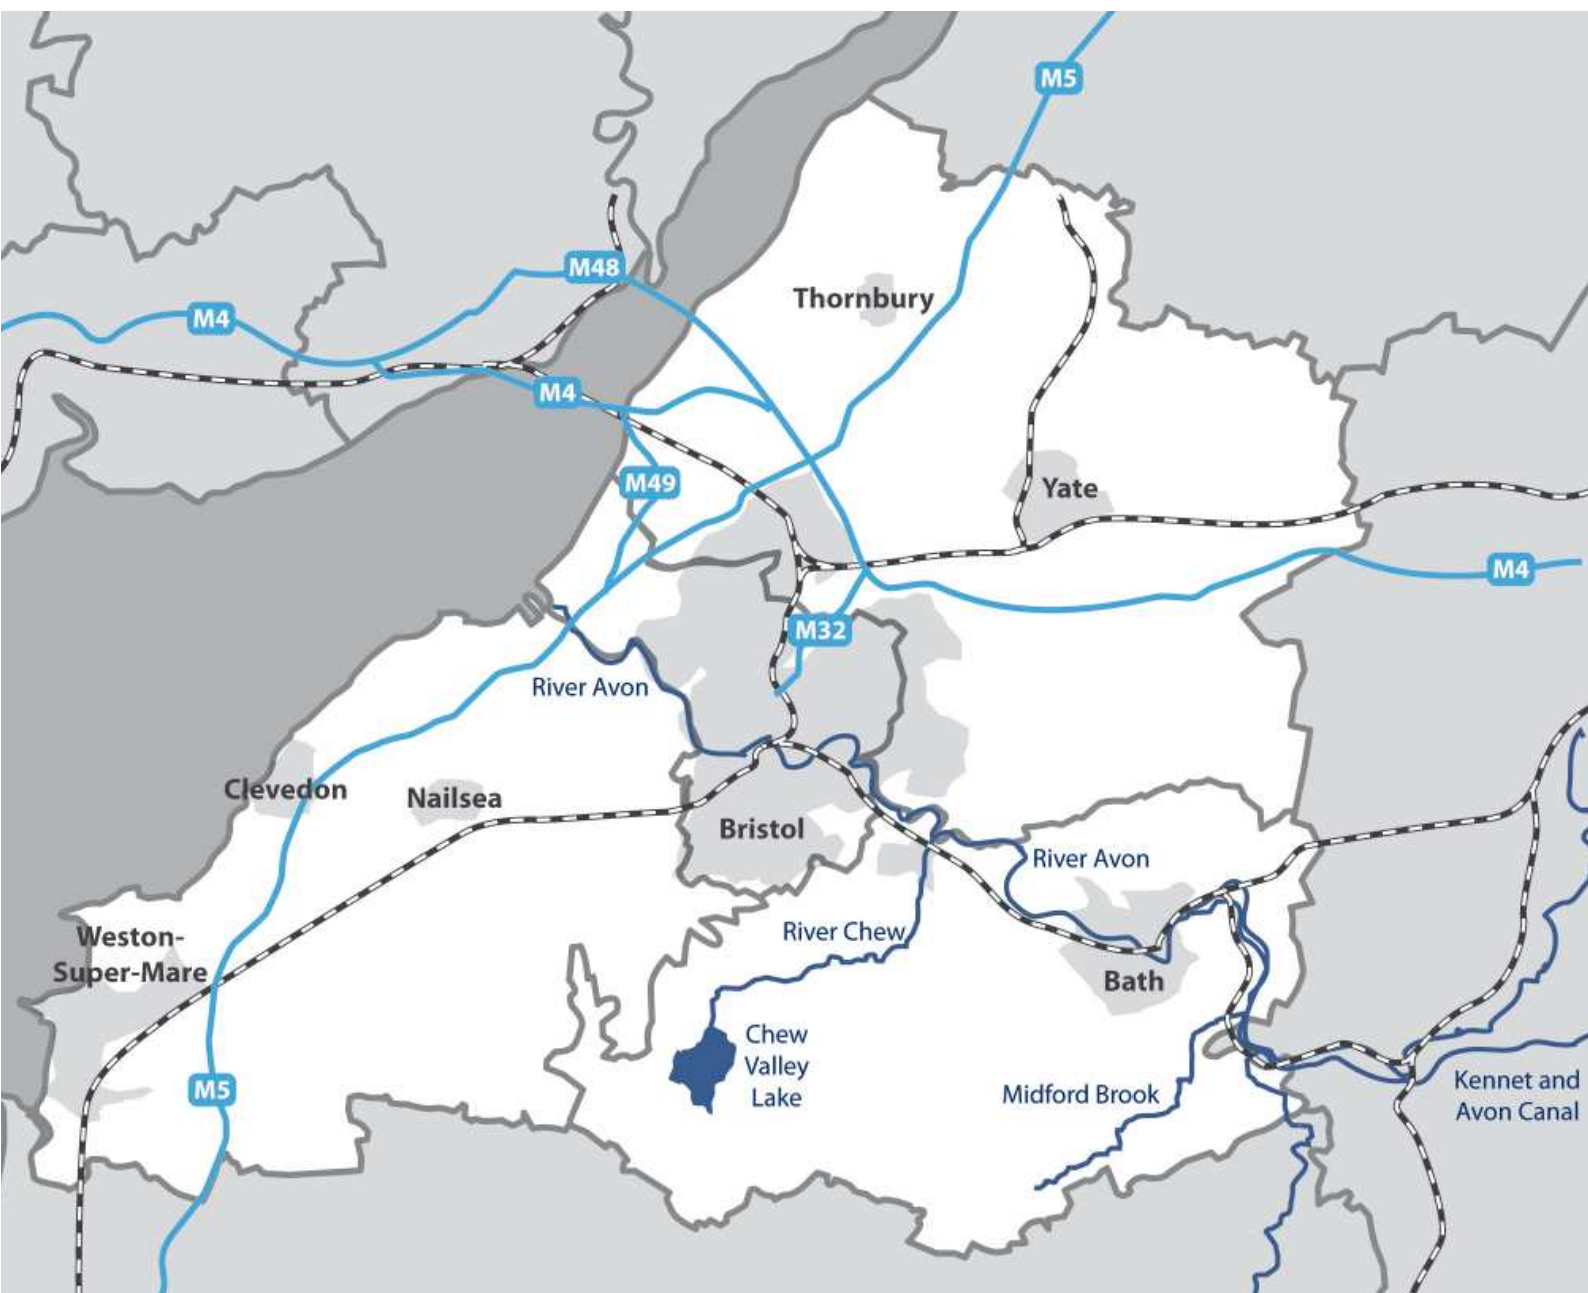 M5
M48
Thornbury
M4
M4
M49
Yate
M4
M32
River Avon
Clevedon
Nailsea
Bristol
River Avon
River Chew
Weston-
Super-Mare
Bath
Chew
Valley
Lake
M5
Midford Brook
Kennet and
Avon Canal